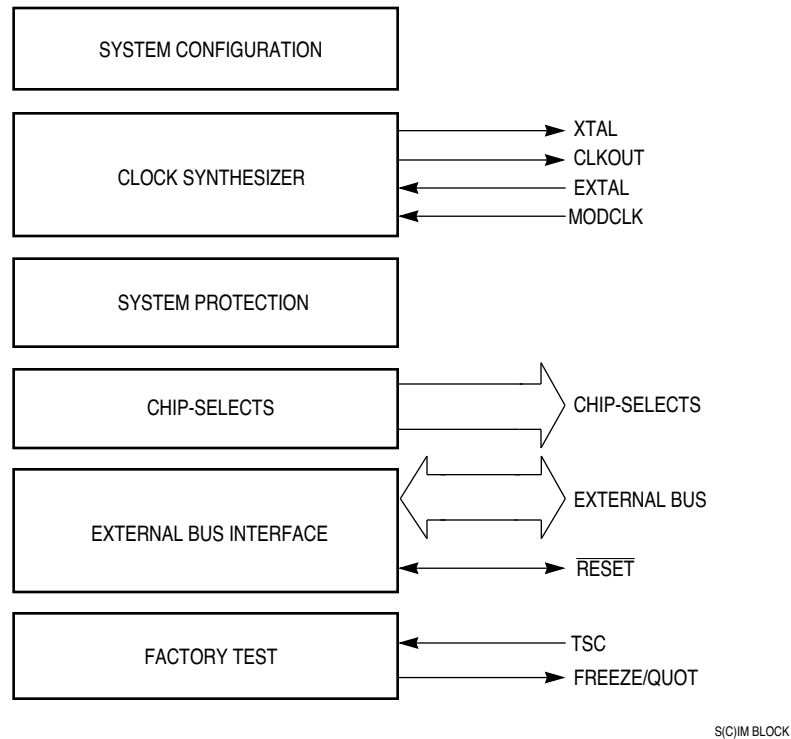 SYSTEM CONFIGURATION
CLOCK SYNTHESIZER
XTAL
CLKOUT
EXTAL
MODCLK
SYSTEM PROTECTION
CHIP-SELECTS
CHIP-SELECTS
EXTERNAL BUS INTERFACE
EXTERNAL BUS
RESET
FACTORY TEST
TSC
FREEZE/QUOT
S(C)IM BLOCK